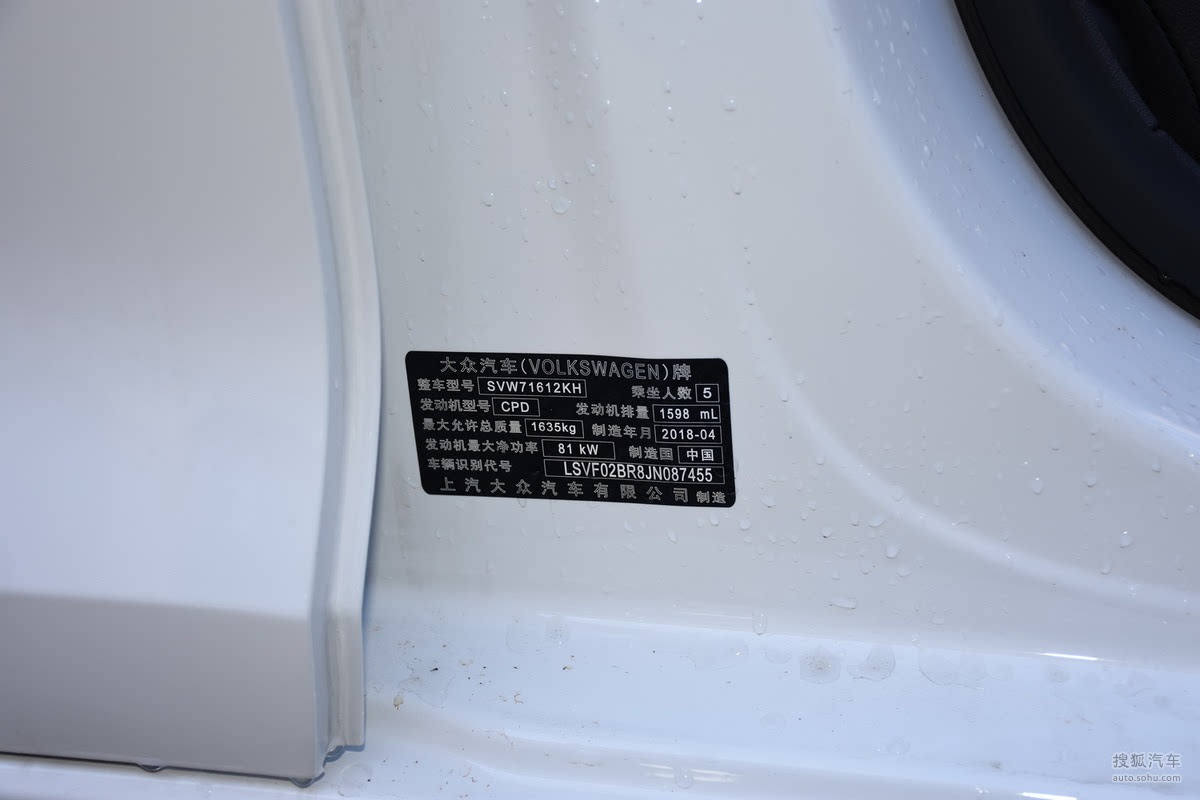 大众汽车(VOLKSWAGEN)牌
整车型号 SVW71612KH 乘坐人数 5
发动机型号 CPD 发动机排量 1598 mL
最大允许总质量 1635kg 制造年月 2018-04
发动机最大净功率 81 kW 制造国 中国
车辆识别代号 LSVF02BR8JN087455
上汽大众汽车有限公司 制造
搜狐汽车
auto.sohu.com